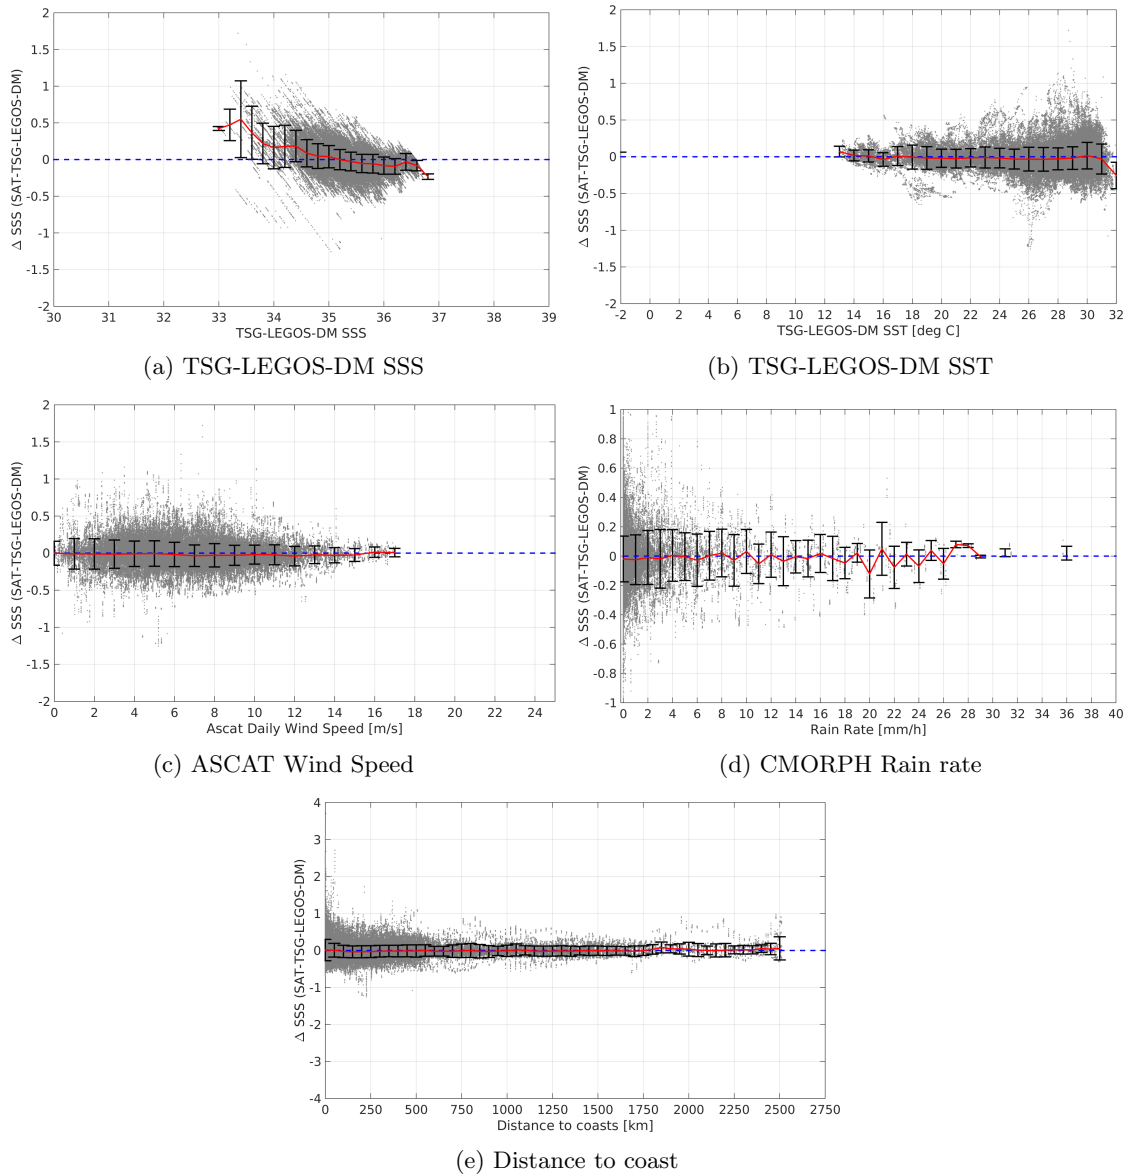 Δ SSS (SAT-TSG-LEGOS-DM)
2
1.5
1
0.5
0
-0.5
-1
-1.5
-2
30 31 32 33 34 35 36 37 38 39
TSG-LEGOS-DM SSS
(a) TSG-LEGOS-DM SSS
Δ SSS (SAT-TSG-LEGOS-DM)
2
1.5
1
0.5
0
-0.5
-1
-1.5
-2
-2 0 2 4 6 8 10 12 14 16 18 20 22 24 26 28 30 32
TSG-LEGOS-DM SST [deg C]
(b) TSG-LEGOS-DM SST
Δ SSS (SAT-TSG-LEGOS-DM)
2
1.5
1
0.5
0
-0.5
-1
-1.5
-2
0 2 4 6 8 10 12 14 16 18 20 22 24
Ascat Daily Wind Speed [m/s]
(c) ASCAT Wind Speed
Δ SSS (SAT-TSG-LEGOS-DM)
1
0.8
0.6
0.4
0.2
0
-0.2
-0.4
-0.6
-0.8
-1
0 2 4 6 8 10 12 14 16 18 20 22 24 26 28 30 32 34 36 38 40
Rain Rate [mm/h]
(d) CMORPH Rain rate
Δ SSS (SAT-TSG-LEGOS-DM)
4
3
2
1
0
-1
-2
-3
-4
0 250 500 750 1000 1250 1500 1750 2000 2250 2500 2750
Distance to coasts [km]
(e) Distance to coast